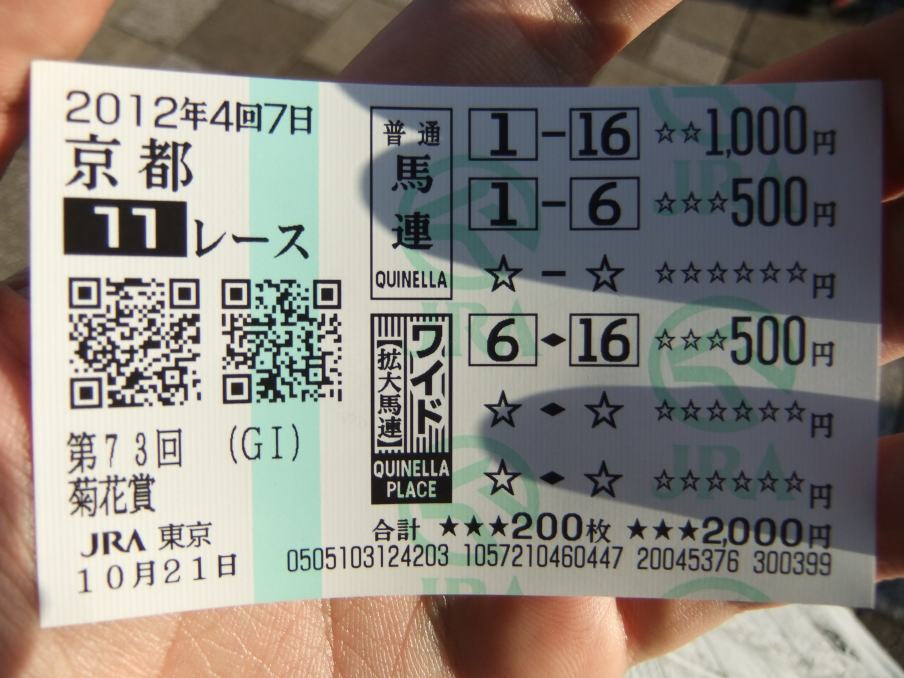 2012年4回7日
京都
11レース
第73回 (GI)
菊花賞
JRA 東京
10月21日
普通
馬連
QUINELLA
1-16 ☆☆1,000円
1-6 ☆☆☆500円
☆-☆ ☆☆☆☆☆☆円
ワイド
【拡大馬連】
QUINELLA
PLACE
6◆16 ☆☆☆500円
☆◆☆ ☆☆☆☆☆☆円
☆◆☆ ☆☆☆☆☆☆円
合計 ★★★200枚 ★★★2,000円
0505103124203 1057210460447 20045376 300399